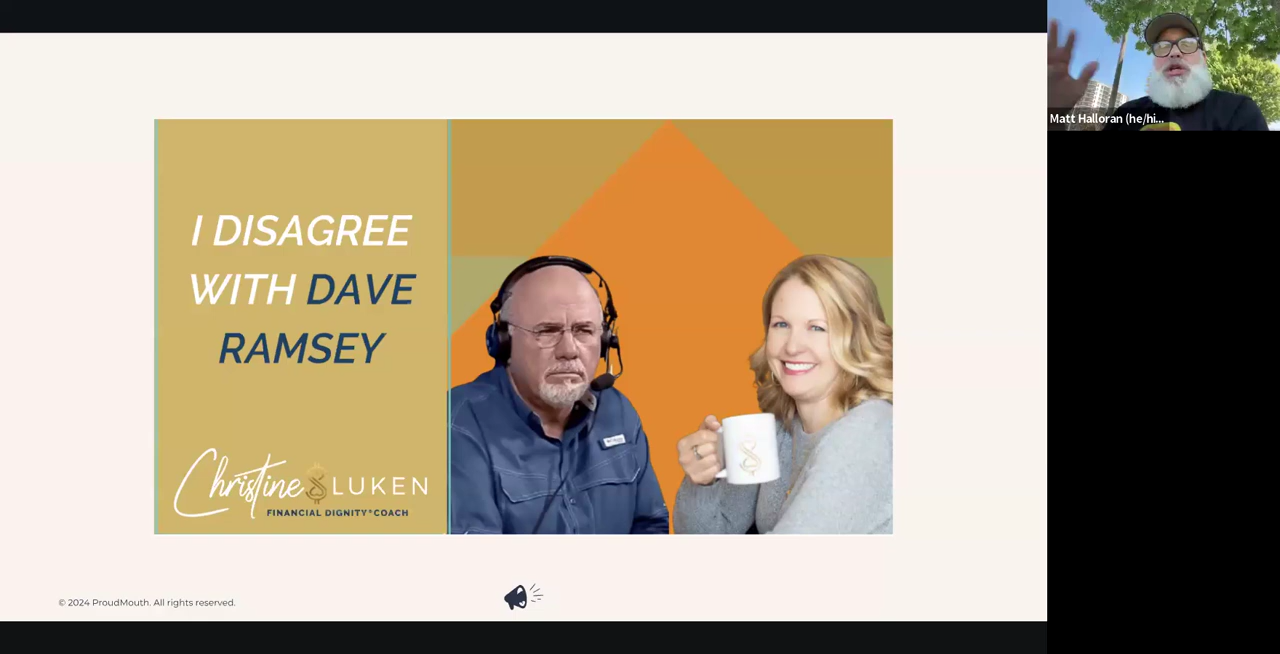 I DISAGREE
WITH DAVE
RAMSEY
Christine LUKEN
FINANCIAL DIGNITY® COACH
© 2024 ProudMouth. All rights reserved.
Matt Halloran (he/hi...